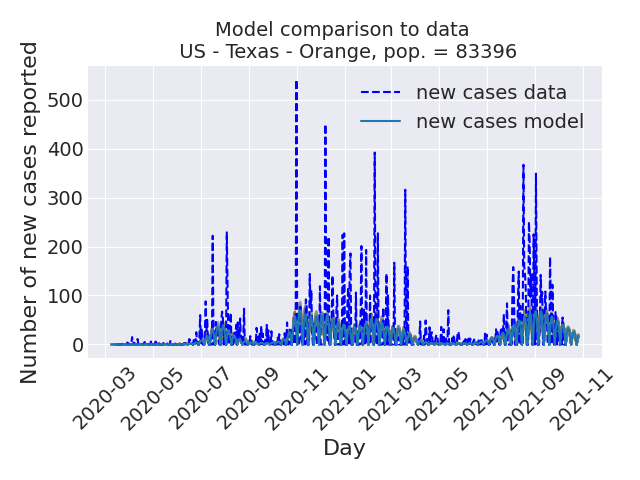 Model comparison to data
US - Texas - Orange, pop. = 83396
Number of new cases reported
500
400
300
200
100
0
new cases data
new cases model
2020-03
2020-05
2020-07
2020-09
2020-11
2021-01
2021-03
2021-05
2021-07
2021-09
2021-11
Day